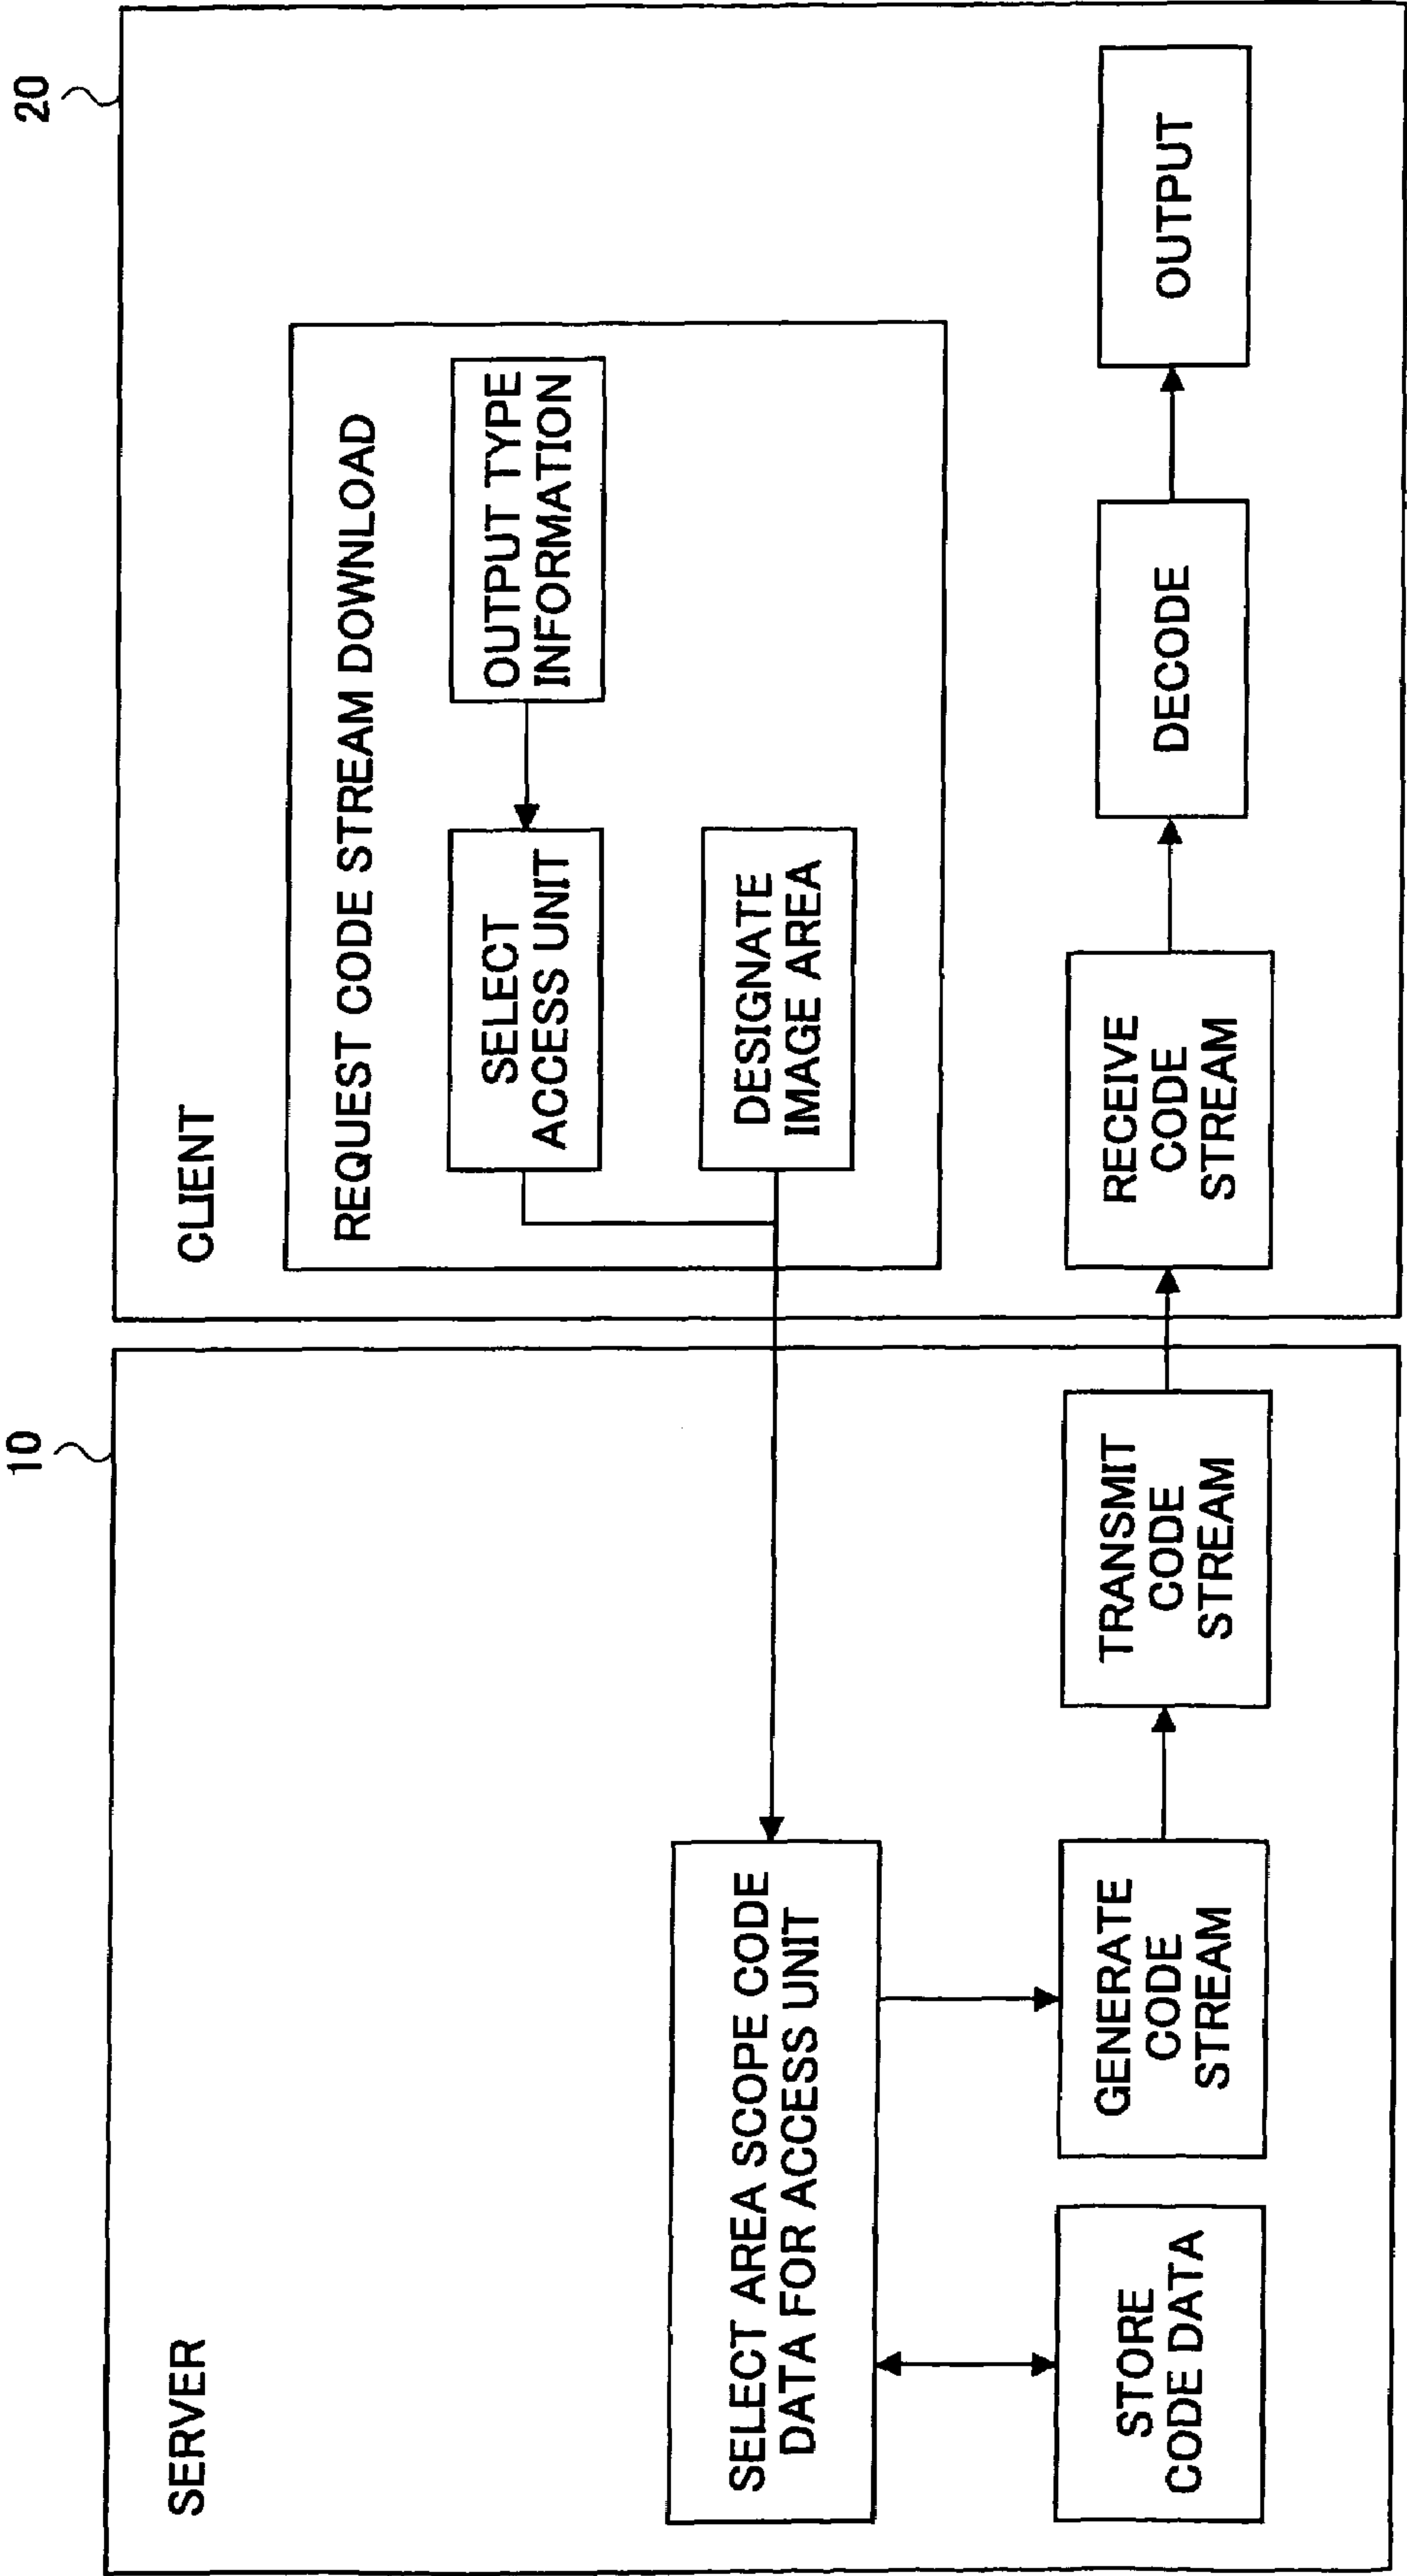 10
SERVER
SELECT AREA SCOPE CODE
DATA FOR ACCESS UNIT
STORE
CODE DATA
GENERATE
CODE
STREAM
TRANSMIT
CODE
STREAM
20
CLIENT
REQUEST CODE STREAM DOWNLOAD
SELECT
ACCESS UNIT
OUTPUT TYPE
INFORMATION
DESIGNATE
IMAGE AREA
RECEIVE
CODE
STREAM
DECODE
OUTPUT